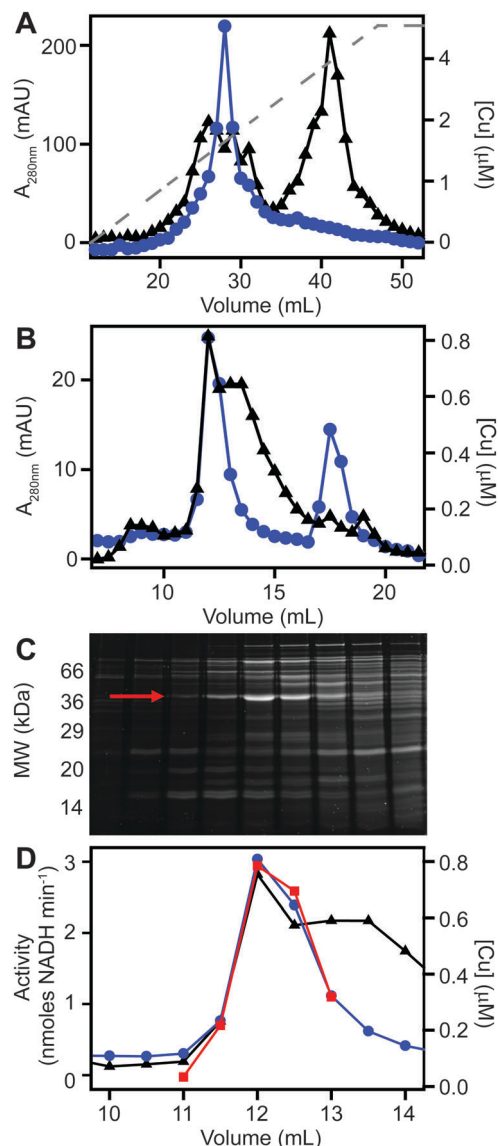 A
200
100
0
A280nm (mAU)
4
2
1
0
[Cu] (μM)
20 30 40 50
Volume (mL)
B
20
10
0
A280nm (mAU)
0.8
0.6
0.4
0.2
0.0
[Cu] (μM)
10 15 20
Volume (mL)
C
66
36
29
20
14
MW (kDa)
D
3
2
1
0
Activity
(nmoles NADH min-1)
0.8
0.6
0.4
0.2
0.0
[Cu] (μM)
10 11 12 13 14
Volume (mL)